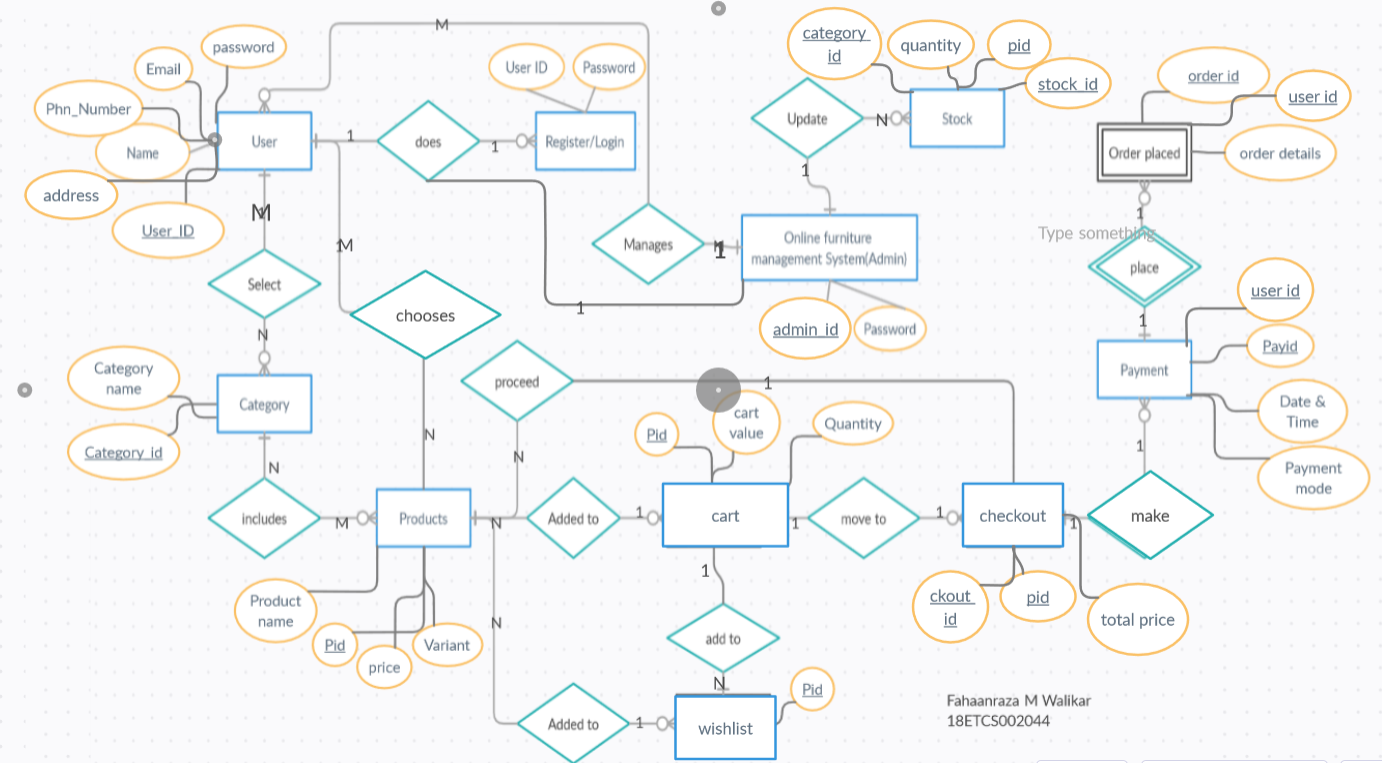 M
category
id
quantity
pid
stock_id
password
Email
Phn_Number
Name
address
User_ID
User
1
does
1
User ID
Password
Register/Login
Update
N
Stock
1
order id
user id
Order placed
order details
1
Type something
place
1
M
M
Select
N
chooses
N
Manages
1
Online furniture
management System(Admin)
1
admin_id
Password
user id
Payid
Payment
Date &
Time
Payment
mode
1
Category
name
Category
Category_id
N
proceed
1
N
Pid
cart
value
Quantity
includes
M
Products
N
Added to
1
cart
1
move to
1
checkout
1
make
Product
name
Pid
price
Variant
N
1
add to
N
ckout
id
pid
total price
Added to
1
wishlist
Pid
Fahaanraza M Walikar
18ETCS002044